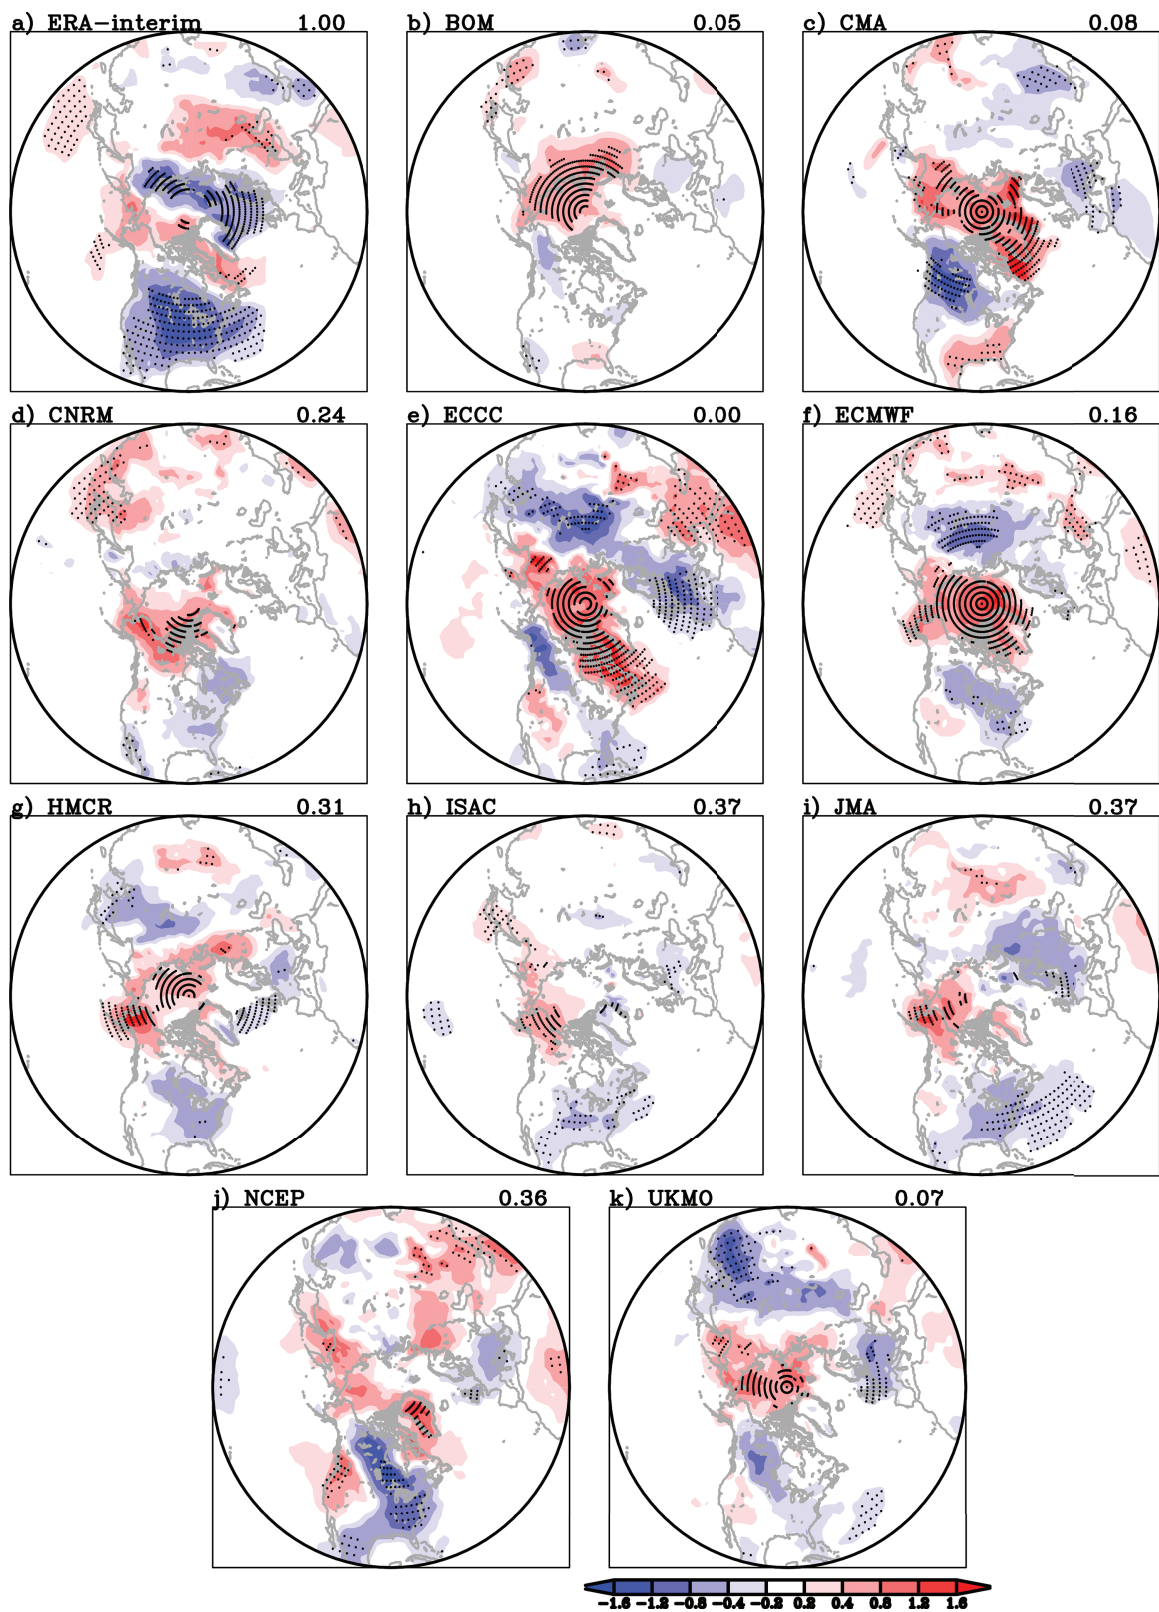 a) ERA-interim 1.00
b) BOM 0.05
c) CMA 0.08
d) CNRM 0.24
e) ECCC 0.00
f) ECMWF 0.16
g) HMCR 0.31
h) ISAC 0.37
i) JMA 0.37
j) NCEP 0.36
k) UKMO 0.07
-1.6 -1.2 -0.8 -0.4 -0.2 0.2 0.4 0.8 1.2 1.6